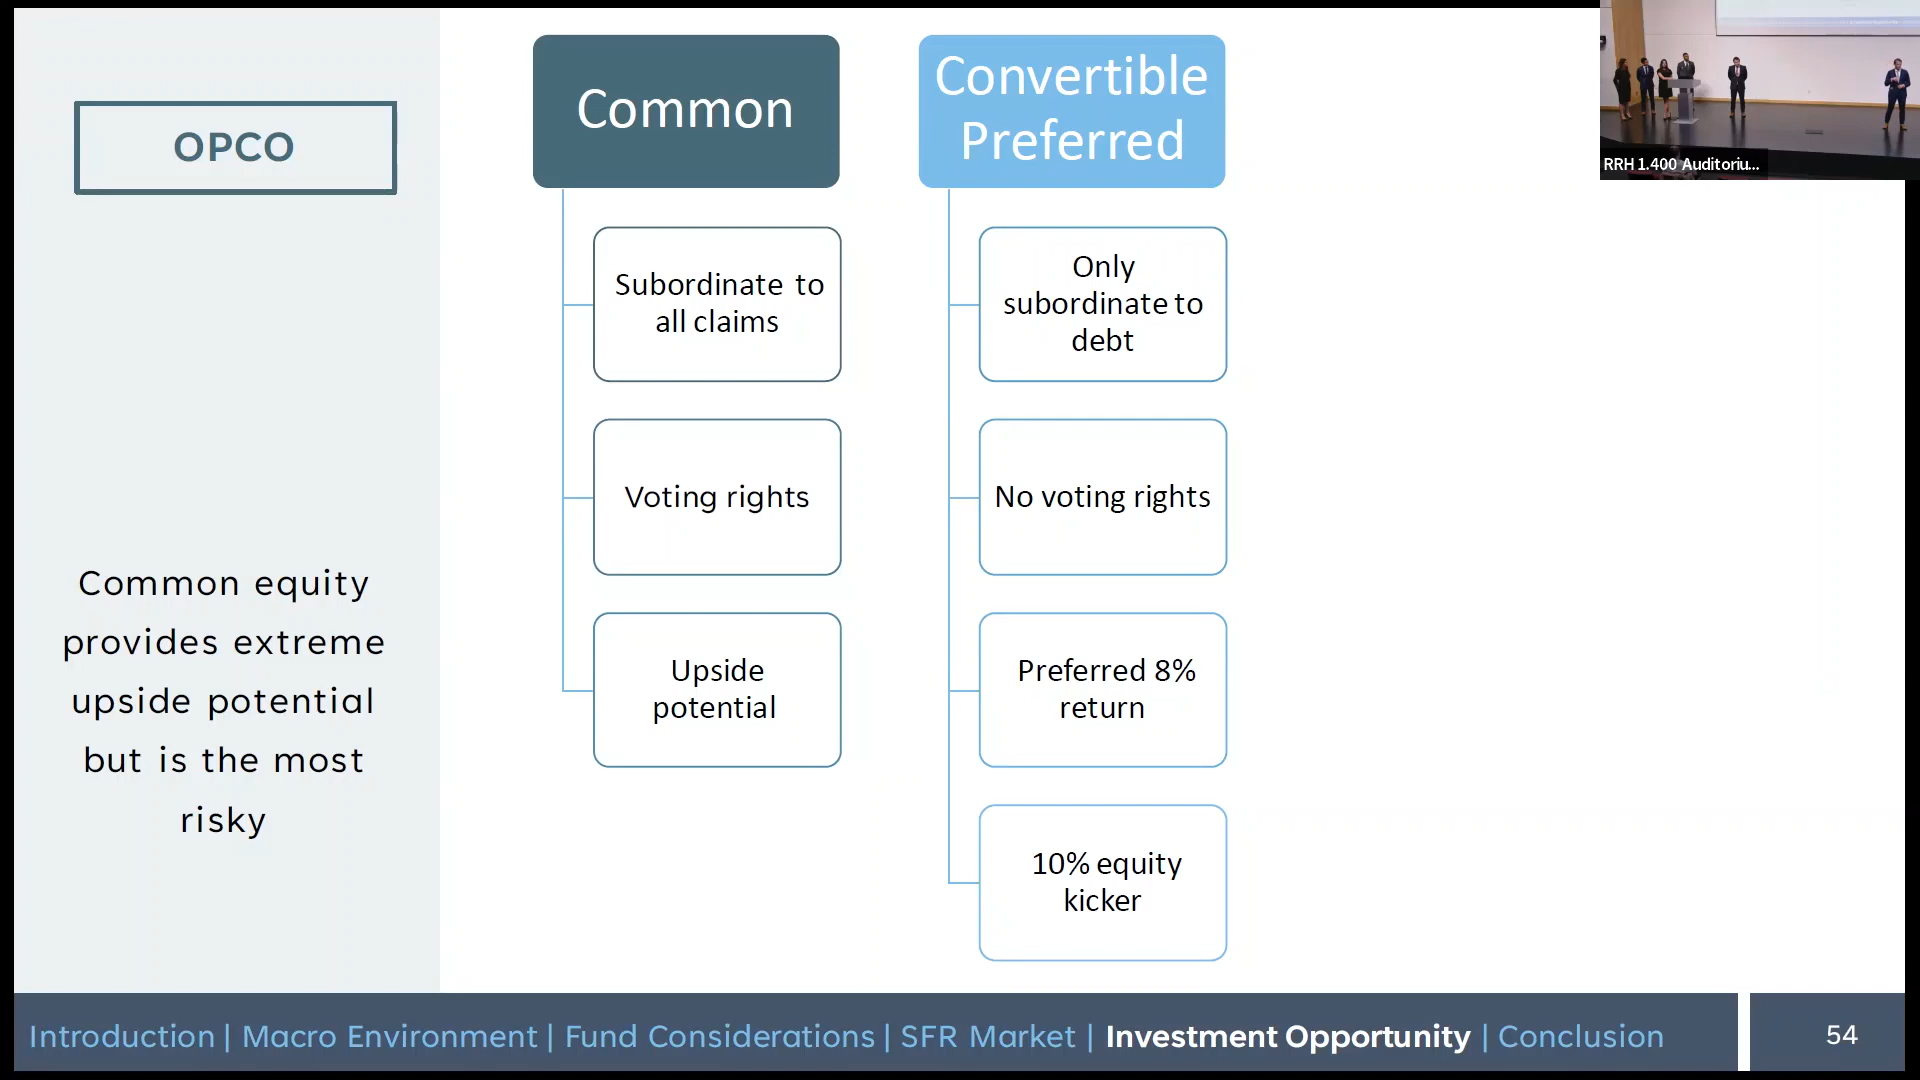 OPCO
Common equity
provides extreme
upside potential
but is the most
risky
Common
Subordinate to
all claims
Voting rights
Upside
potential
Convertible
Preferred
Only
subordinate to
debt
No voting rights
Preferred 8%
return
10% equity
kicker
RRH 1.400 Auditoriu...
Introduction | Macro Environment | Fund Considerations | SFR Market | Investment Opportunity | Conclusion
54